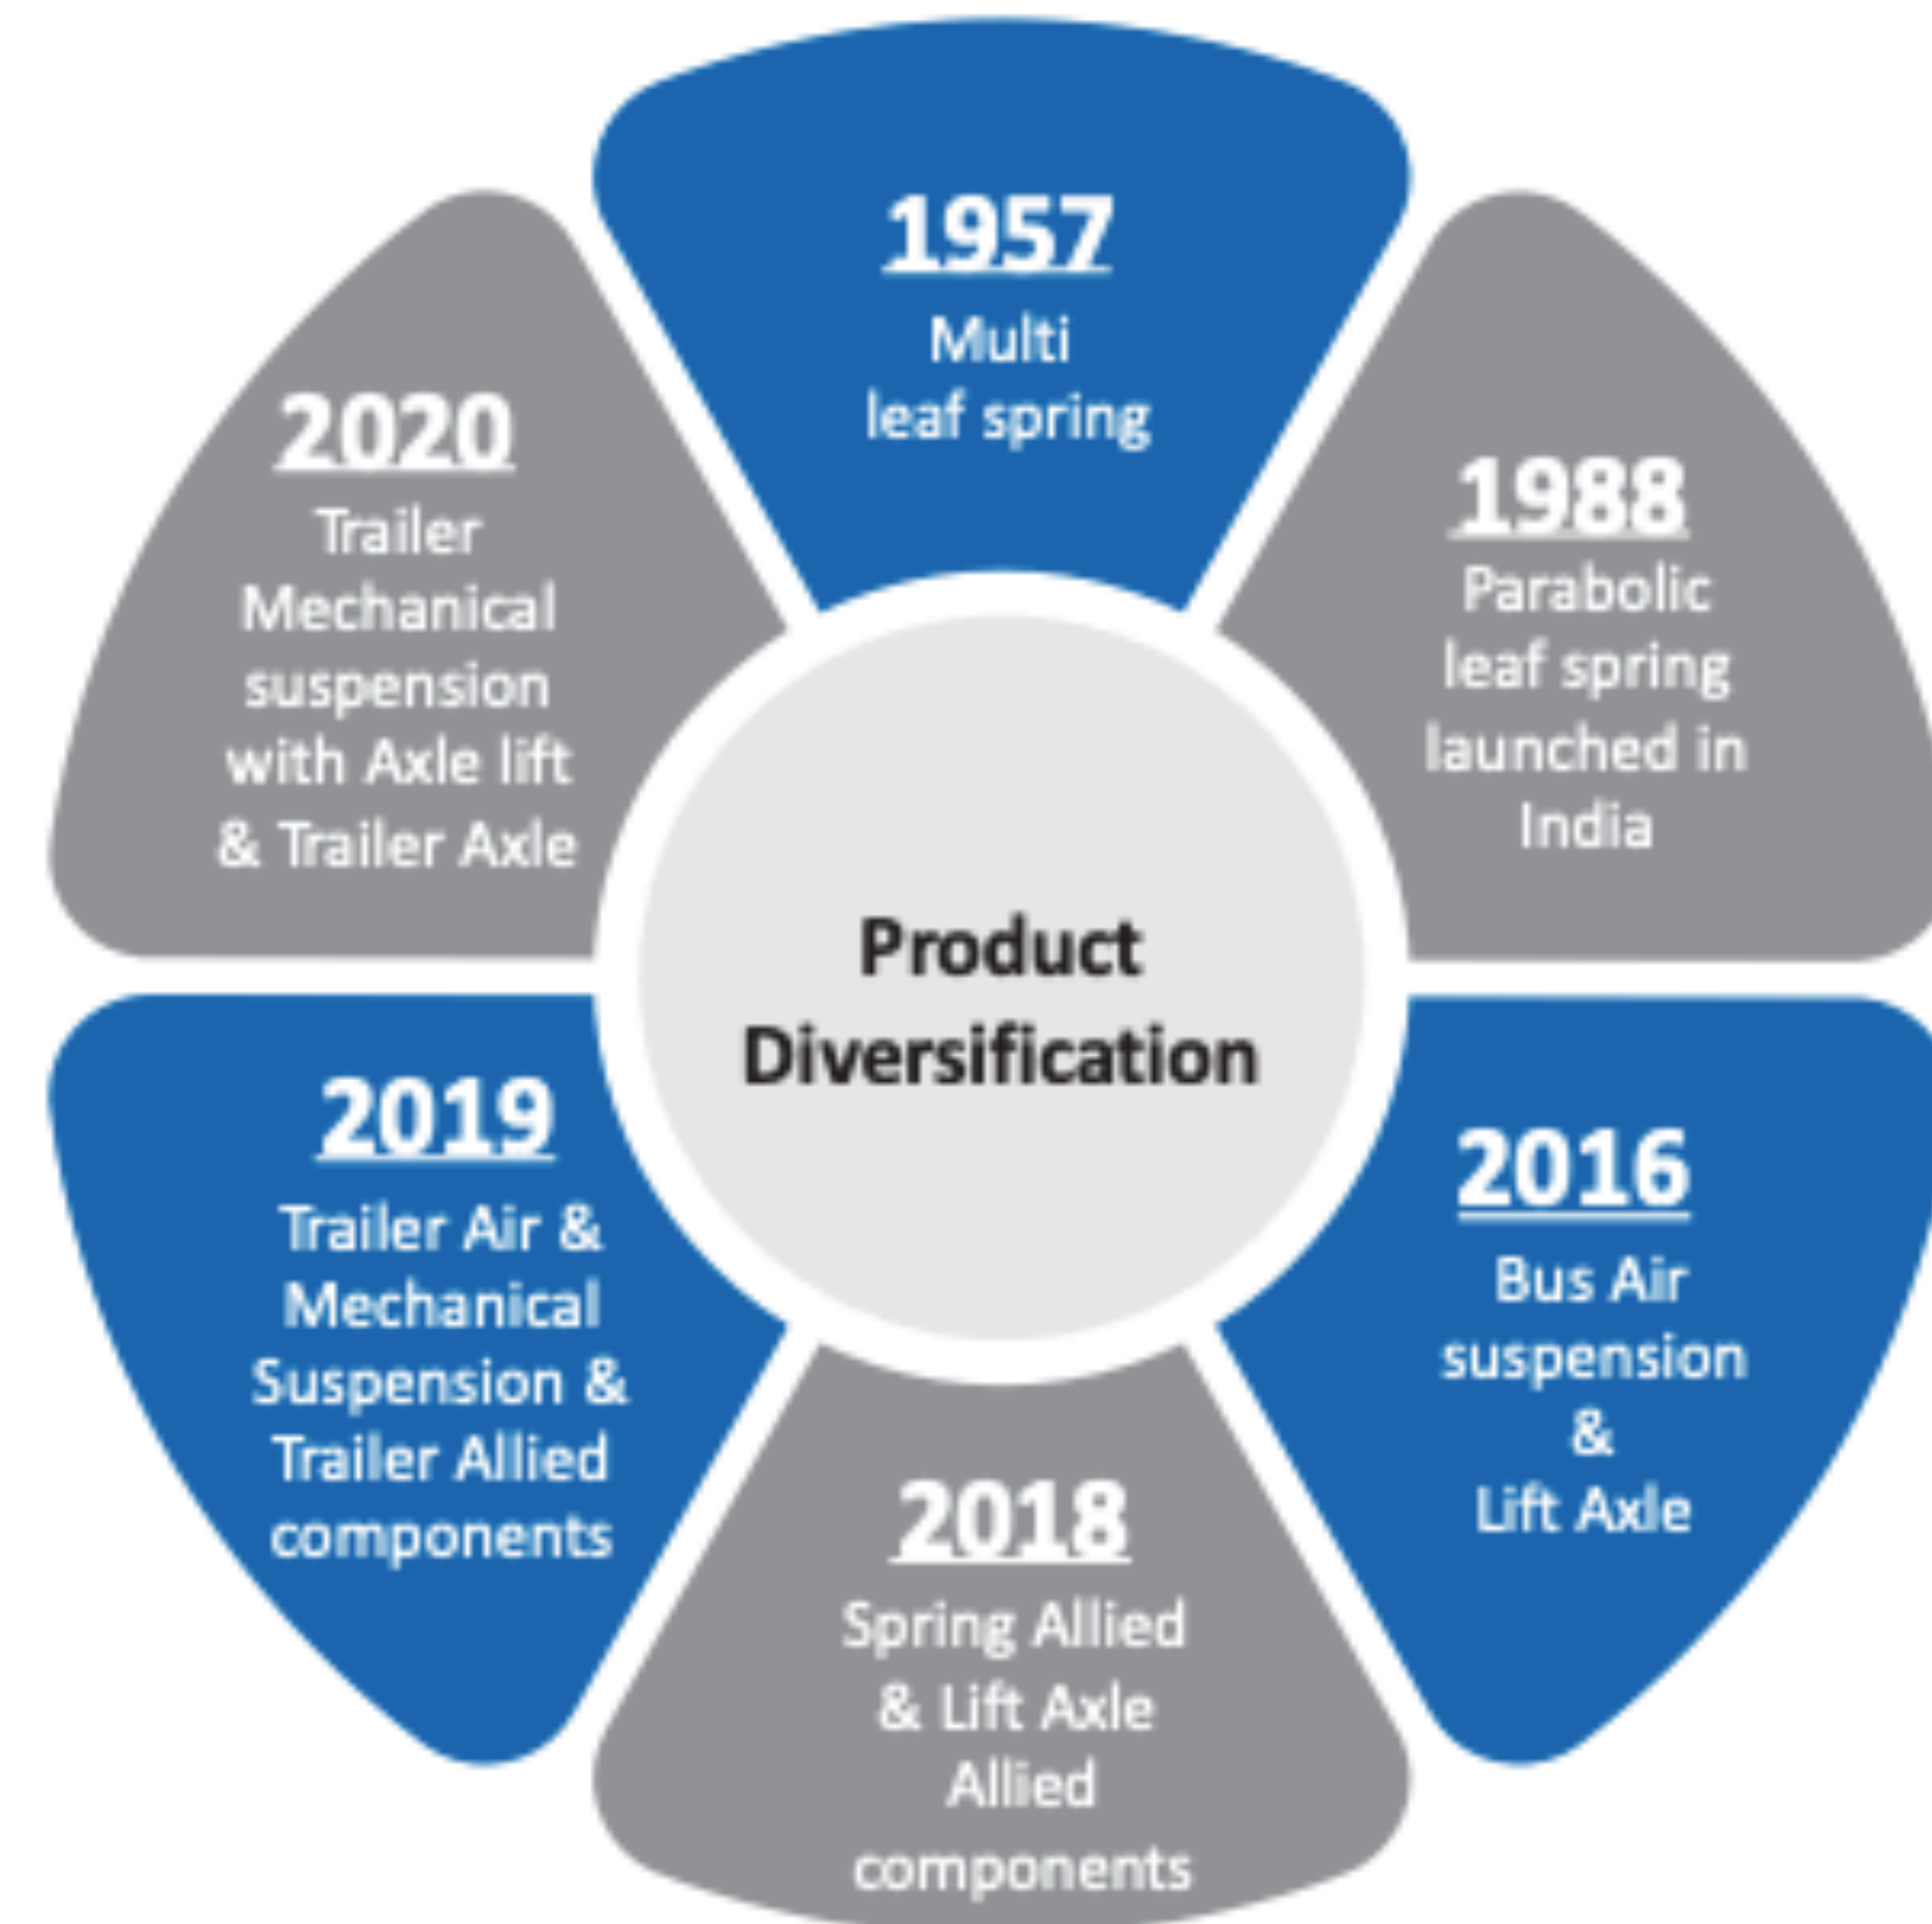 1957
Multi
leaf spring
1988
Parabolic
leaf spring
launched in
India
2016
Bus Air
suspension
&
Lift Axle
2018
Spring Allied
& Lift Axle
Allied
components
2019
Trailer Air &
Mechanical
Suspension &
Trailer Allied
components
2020
Trailer
Mechanical
suspension
with Axle lift
& Trailer Axle
Product
Diversification